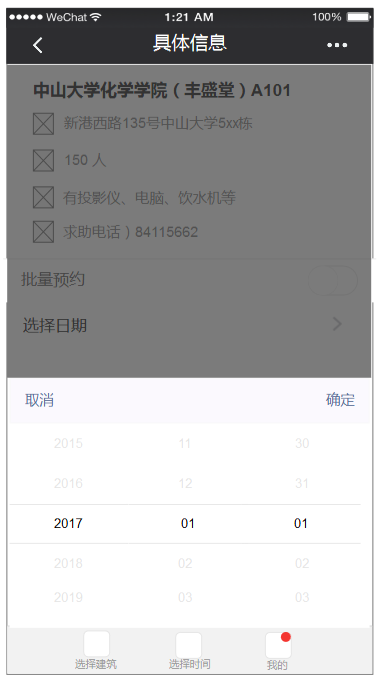 WeChat 1:21 AM 100%
具体信息
中山大学化学学院（丰盛堂）A101
新港西路135号中山大学5xx栋
150 人
有投影仪、电脑、饮水机等
求助电话）84115662
批量预约
选择日期
取消 确定
2015 11 30
2016 12 31
2017 01 01
2018 02 02
2019 03 03
选择建筑 选择时间 我的